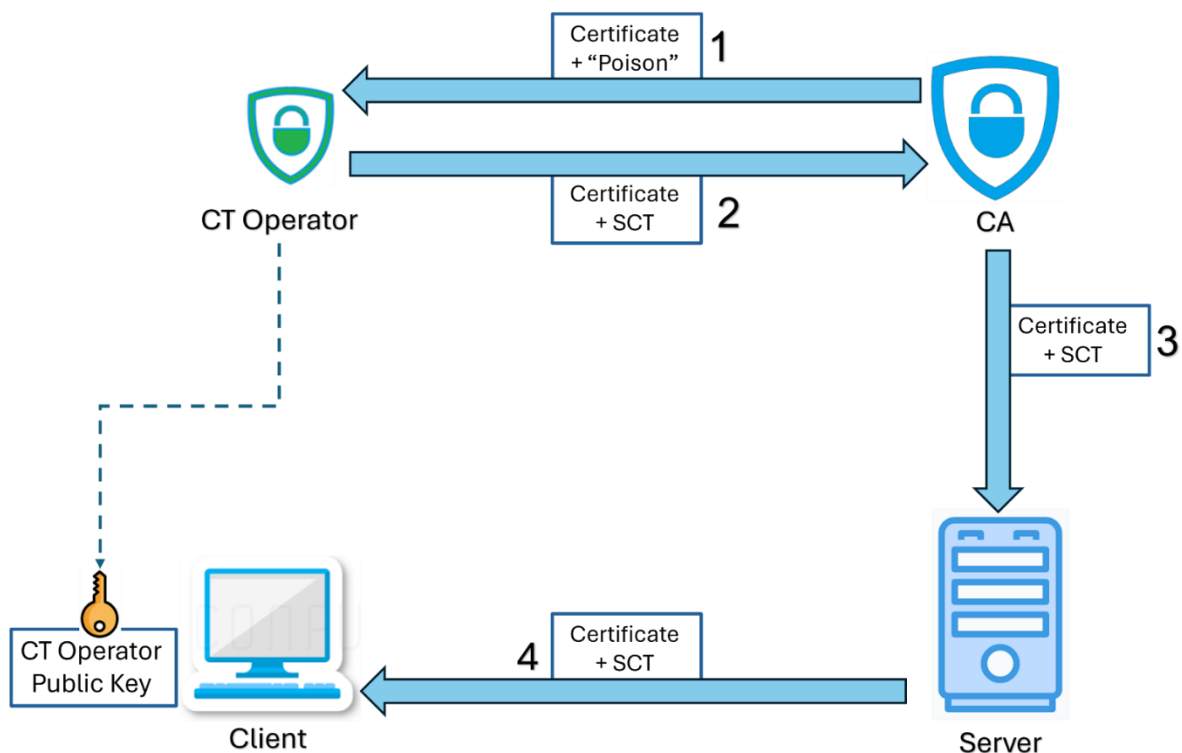 Certificate
+ “Poison”
1
Certificate
+ SCT
2
CT Operator
CA
Certificate
+ SCT
3
Certificate
+ SCT
4
CT Operator
Public Key
Client
Server